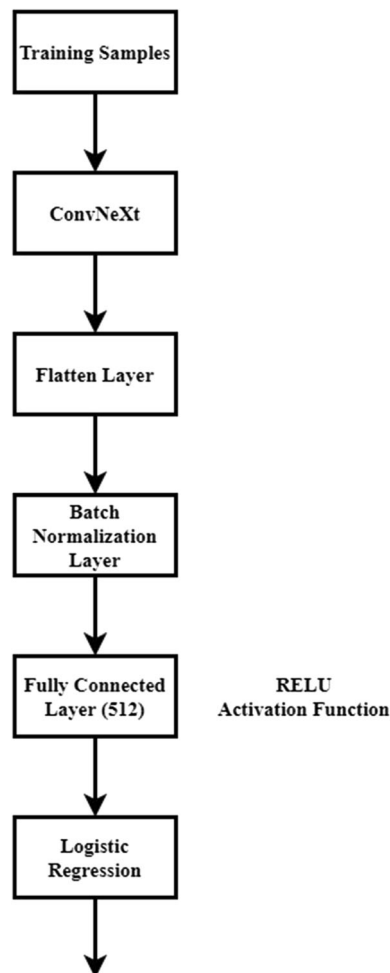 Training Samples
ConvNeXt
Flatten Layer
Batch
Normalization
Layer
Fully Connected
Layer (512)
RELU
Activation Function
Logistic
Regression